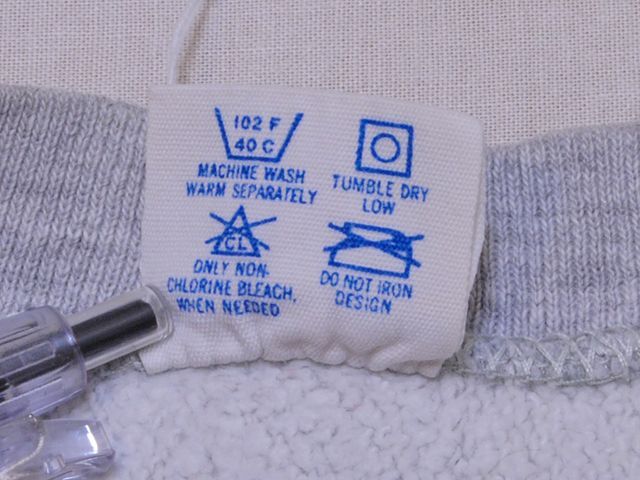 102 F
40 C
MACHINE WASH
WARM SEPARATELY
TUMBLE DRY
LOW
CL
ONLY NON-
CHLORINE BLEACH,
WHEN NEEDED
DO NOT IRON
DESIGN